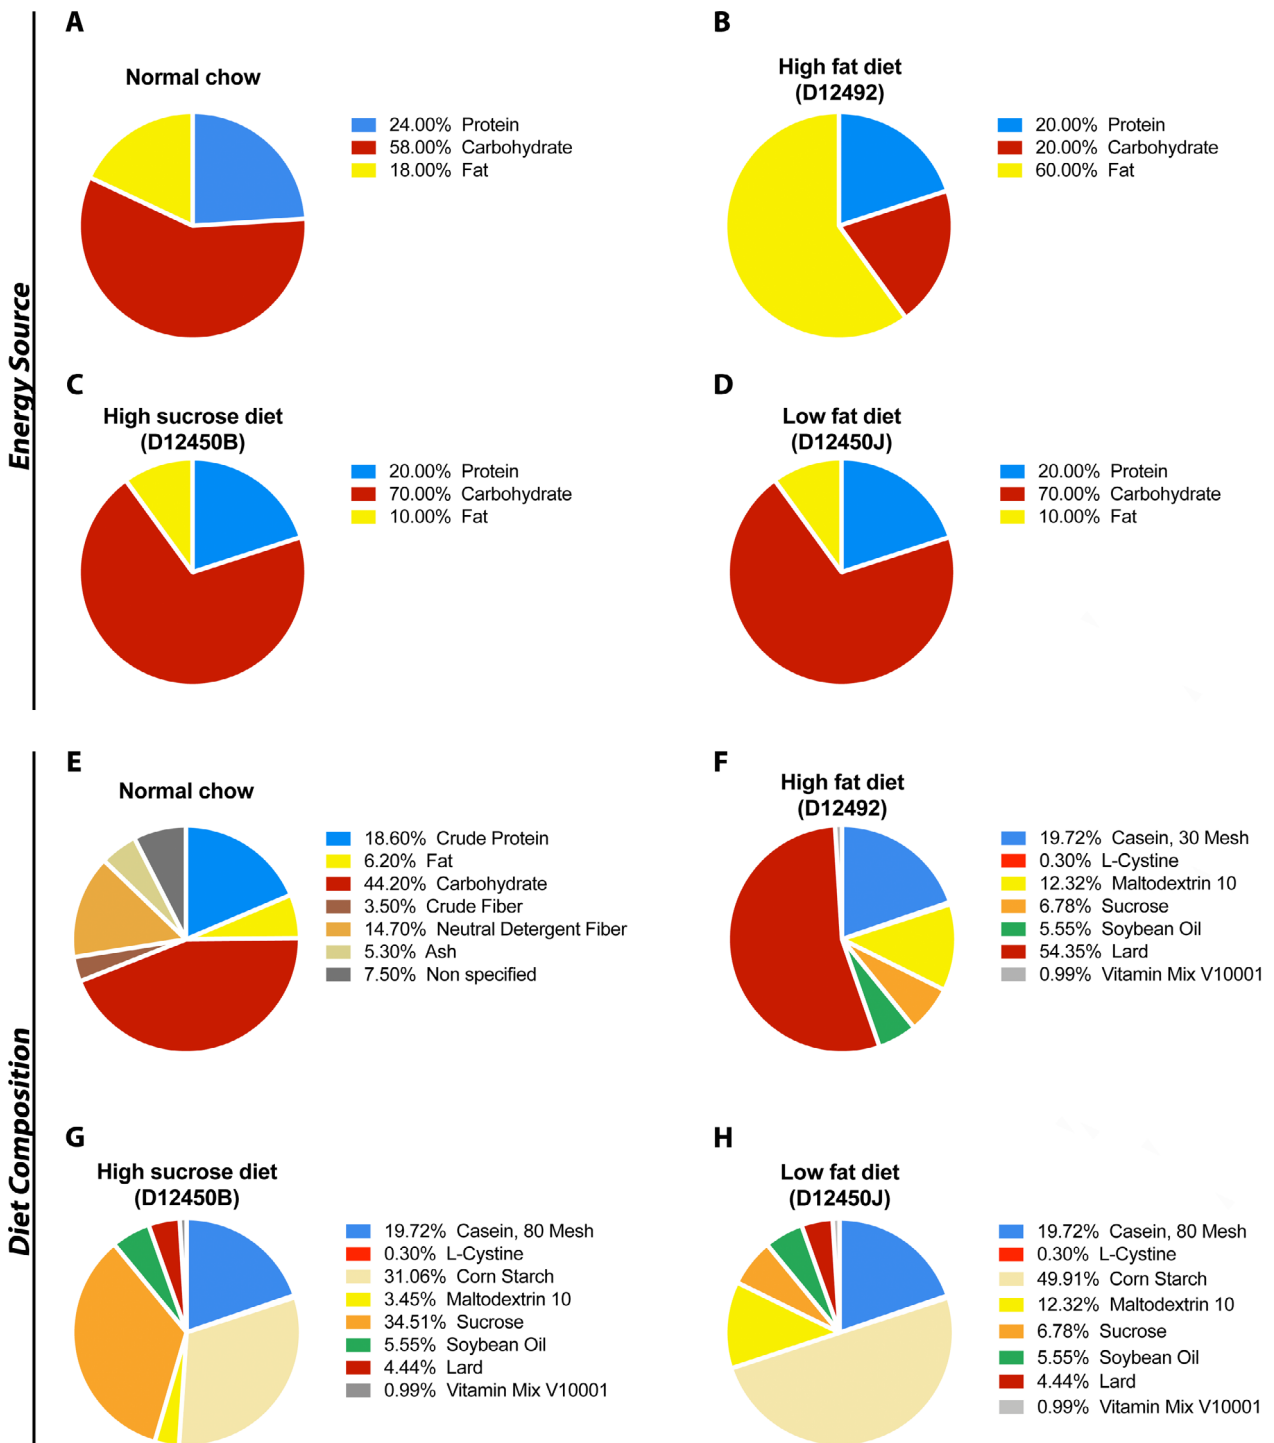 Energy Source
A
Normal chow
24.00% Protein
58.00% Carbohydrate
18.00% Fat
B
High fat diet
(D12492)
20.00% Protein
20.00% Carbohydrate
60.00% Fat
C
High sucrose diet
(D12450B)
20.00% Protein
70.00% Carbohydrate
10.00% Fat
D
Low fat diet
(D12450J)
20.00% Protein
70.00% Carbohydrate
10.00% Fat
Diet Composition
E
Normal chow
18.60% Crude Protein
6.20% Fat
44.20% Carbohydrate
3.50% Crude Fiber
14.70% Neutral Detergent Fiber
5.30% Ash
7.50% Non specified
F
High fat diet
(D12492)
19.72% Casein, 30 Mesh
0.30% L-Cystine
12.32% Maltodextrin 10
6.78% Sucrose
5.55% Soybean Oil
54.35% Lard
0.99% Vitamin Mix V10001
G
High sucrose diet
(D12450B)
19.72% Casein, 80 Mesh
0.30% L-Cystine
31.06% Corn Starch
3.45% Maltodextrin 10
34.51% Sucrose
5.55% Soybean Oil
4.44% Lard
0.99% Vitamin Mix V10001
H
Low fat diet
(D12450J)
19.72% Casein, 80 Mesh
0.30% L-Cystine
49.91% Corn Starch
12.32% Maltodextrin 10
6.78% Sucrose
5.55% Soybean Oil
4.44% Lard
0.99% Vitamin Mix V10001